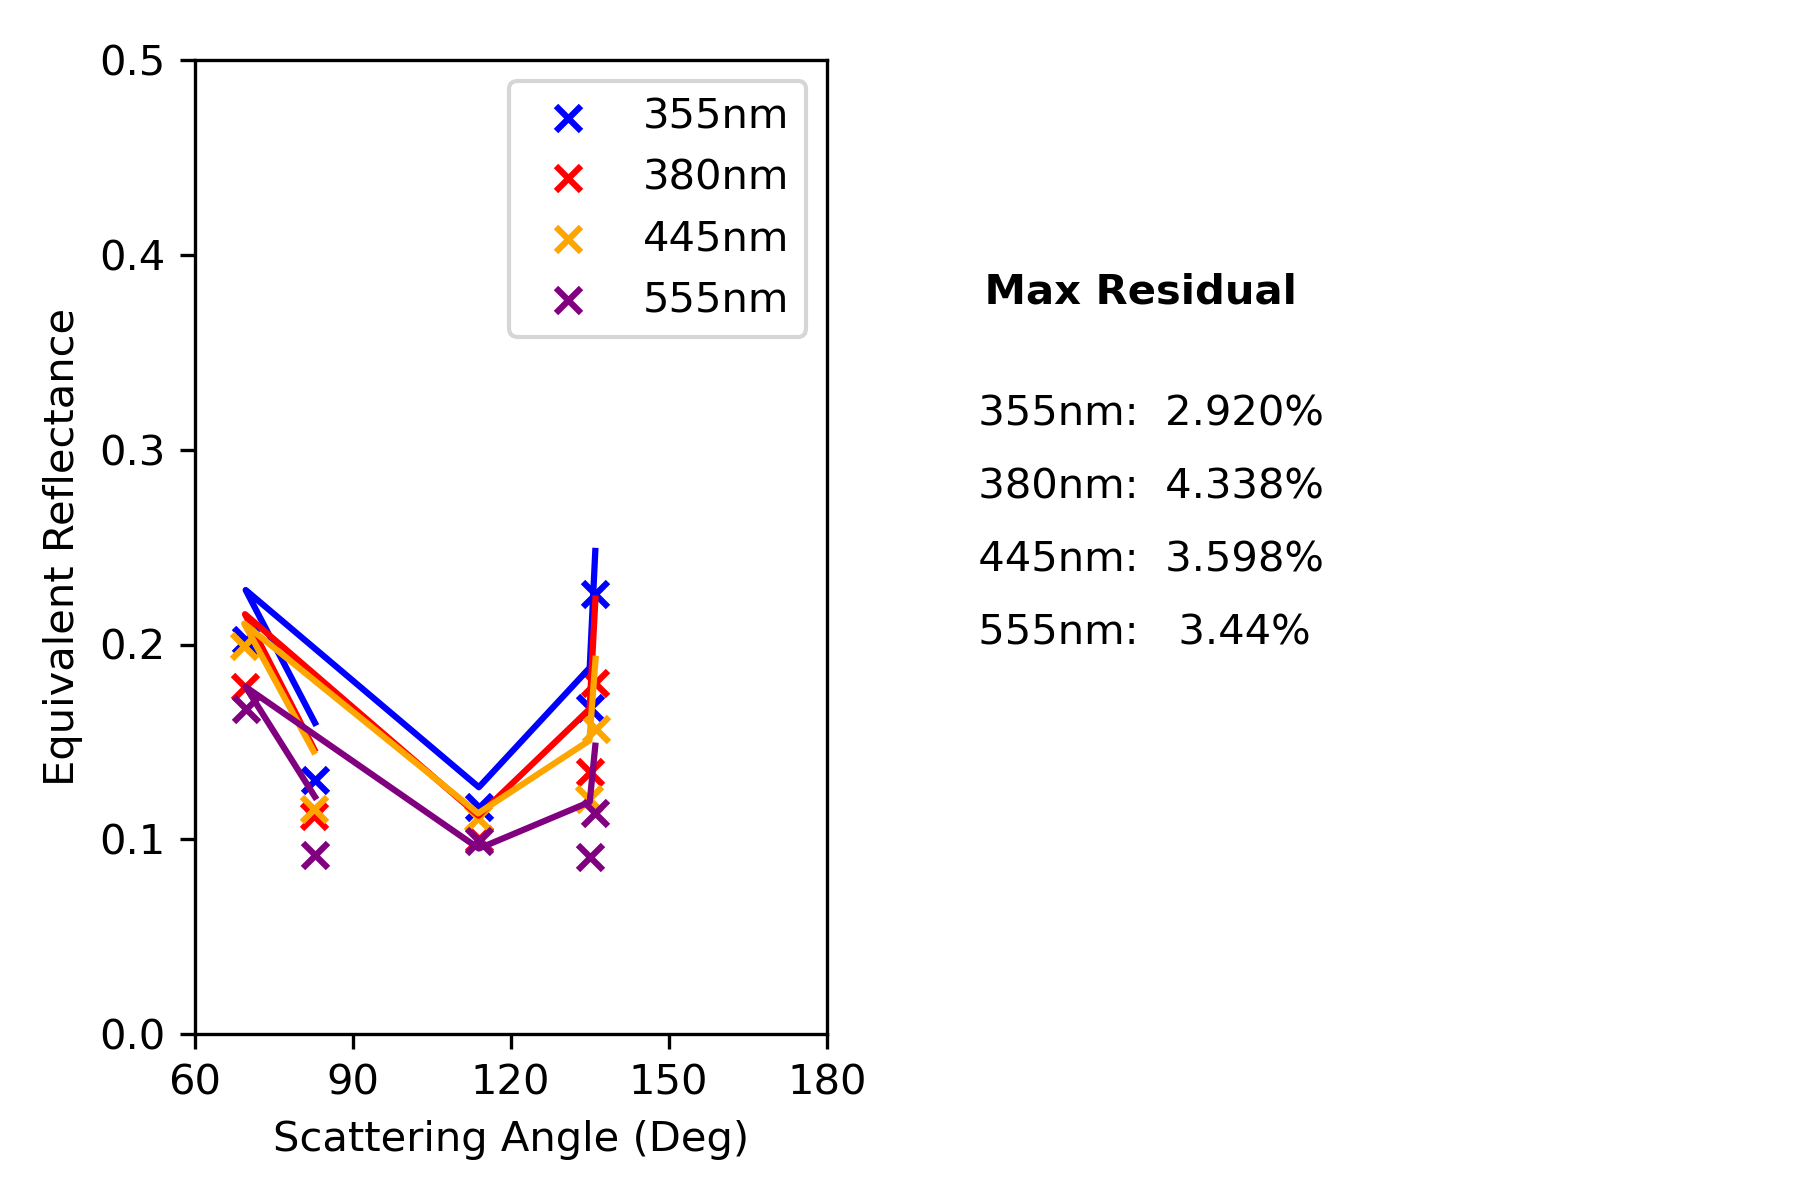 0.5
0.4
0.3
0.2
0.1
0.0
60 90 120 150 180
Equivalent Reflectance
Scattering Angle (Deg)
355nm
380nm
445nm
555nm
Max Residual
355nm: 2.920%
380nm: 4.338%
445nm: 3.598%
555nm: 3.44%